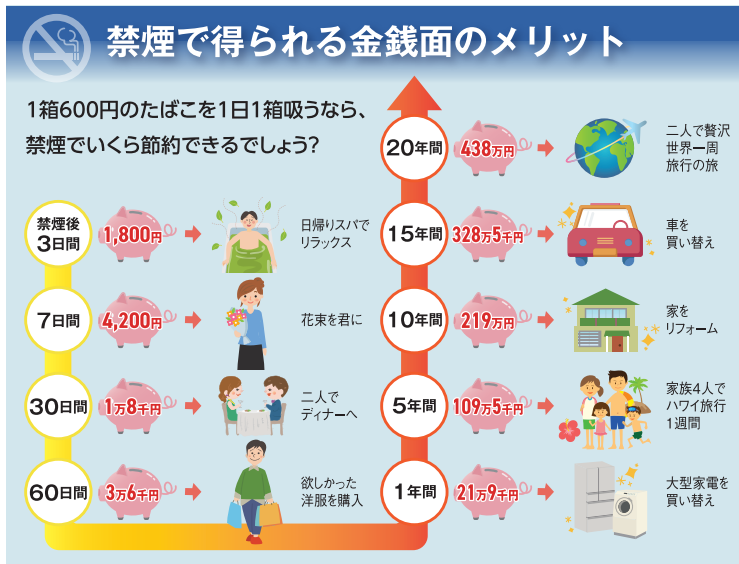 禁煙で得られる金銭面のメリット
1箱600円のたばこを1日1箱吸うなら、
禁煙でいくら節約できるでしょう?
禁煙後
3日間
1,800円
日帰りスパで
リラックス
7日間
4,200円
花束を君に
30日間
1万8千円
二人で
ディナーへ
60日間
3万6千円
欲しかった
洋服を購入
1年間
21万9千円
大型家電を
買い替え
5年間
109万5千円
家族4人で
ハワイ旅行
1週間
10年間
219万円
家を
リフォーム
15年間
328万5千円
車を
買い替え
20年間
438万円
二人で贅沢
世界一周
旅行の旅